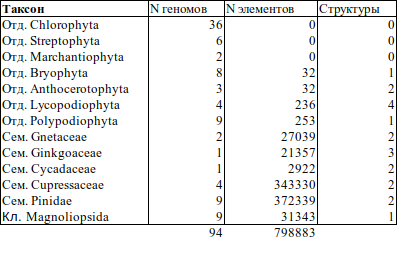 Таксон N геномов N элементов Структуры
Отд. Chlorophyta 36 0 0
Отд. Streptophyta 6 0 0
Отд. Marchantiophyta 2 0 0
Отд. Bryophyta 8 32 1
Отд. Anthocerotophyta 3 32 2
Отд. Lycopodiophyta 4 236 4
Отд. Polypodiophyta 9 253 1
Сем. Gnetaceae 2 27039 2
Сем. Ginkgoaceae 1 21357 3
Сем. Cycadaceae 1 2922 2
Сем. Cupressaceae 4 343330 2
Сем. Pinidae 9 372339 2
Кл. Magnoliopsida 9 31343 1
94 798883